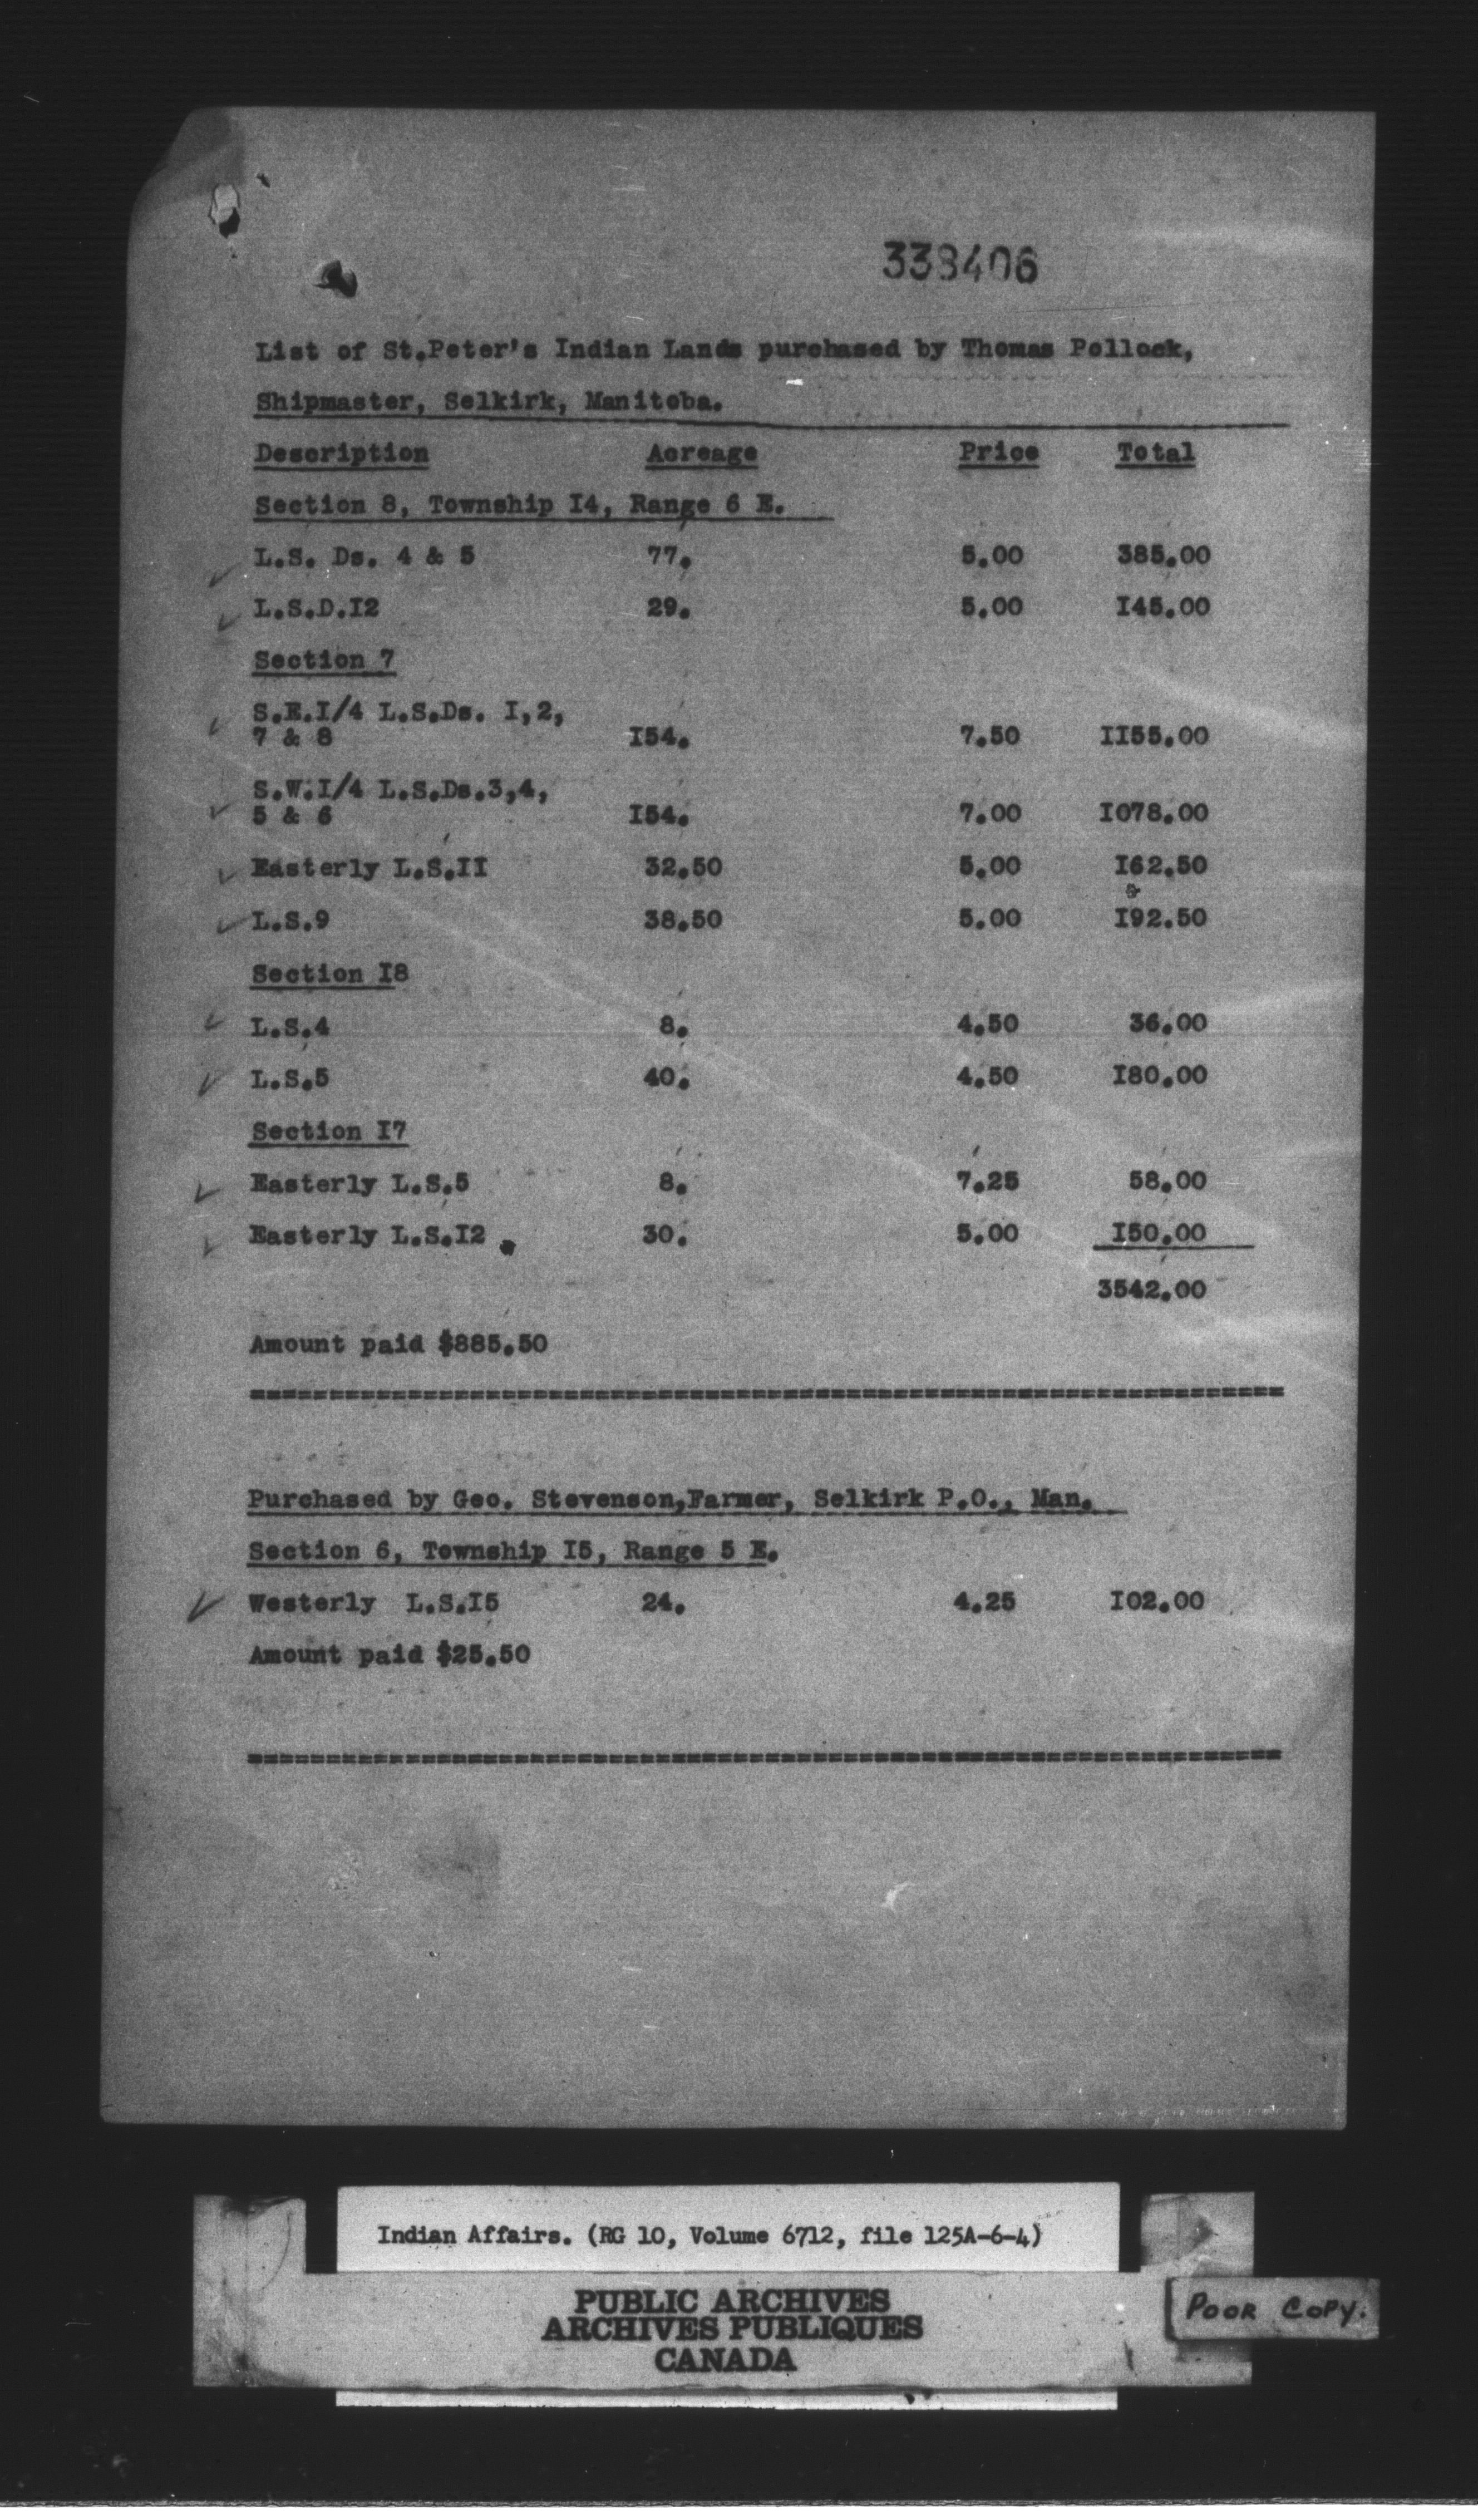 338406
List of St.Peter's Indian Lands purchased by Thomas Pollock,
Shipmaster, Selkirk, Manitoba.
Description Acreage Price Total
Section 8, Township I4, Range 6 E.
L.S. Ds. 4 & 5 77. 5.00 385.00
L.S.D.I2 29. 5.00 I45.00
Section 7
S.E.I/4 L.S.Ds. I,2,
7 & 8 I54. 7.50 II55.00
S.W.I/4 L.S.Ds.3,4,
5 & 6 I54. 7.00 I078.00
Easterly L.S.II 32.50 5.00 I62.50
L.S.9 38.50 5.00 I92.50
Section I8
L.S.4 8. 4.50 36.00
L.S.5 40. 4.50 I80.00
Section I7
Easterly L.S.5 8. 7.25 58.00
Easterly L.S.I2 . 30. 5.00 I50.00
3542.00
Amount paid $885.50
Purchased by Geo. Stevenson,Farmer, Selkirk P.O., Man.
Section 6, Township I5, Range 5 E.
Westerly L.S.I5 24. 4.25 I02.00
Amount paid $25.50
Indian Affairs. (RG 10, Volume 6712, file 125A-6-4)
PUBLIC ARCHIVES
ARCHIVES PUBLIQUES
CANADA
POOR COPY.